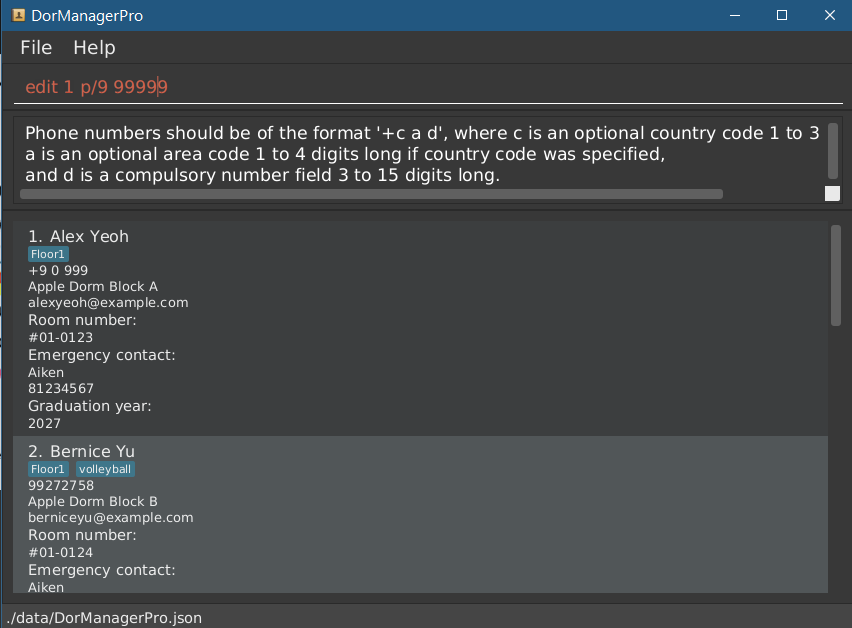 DorManagerPro
File Help
edit 1 p/9 99999
Phone numbers should be of the format '+c a d', where c is an optional country code 1 to 3
a is an optional area code 1 to 4 digits long if country code was specified,
and d is a compulsory number field 3 to 15 digits long.
1. Alex Yeoh
Floor1
+9 0 999
Apple Dorm Block A
alexyeoh@example.com
Room number:
#01-0123
Emergency contact:
Aiken
81234567
Graduation year:
2027
2. Bernice Yu
Floor1 volleyball
99272758
Apple Dorm Block B
berniceyu@example.com
Room number:
#01-0124
Emergency contact:
Aiken
./data/DorManagerPro.json